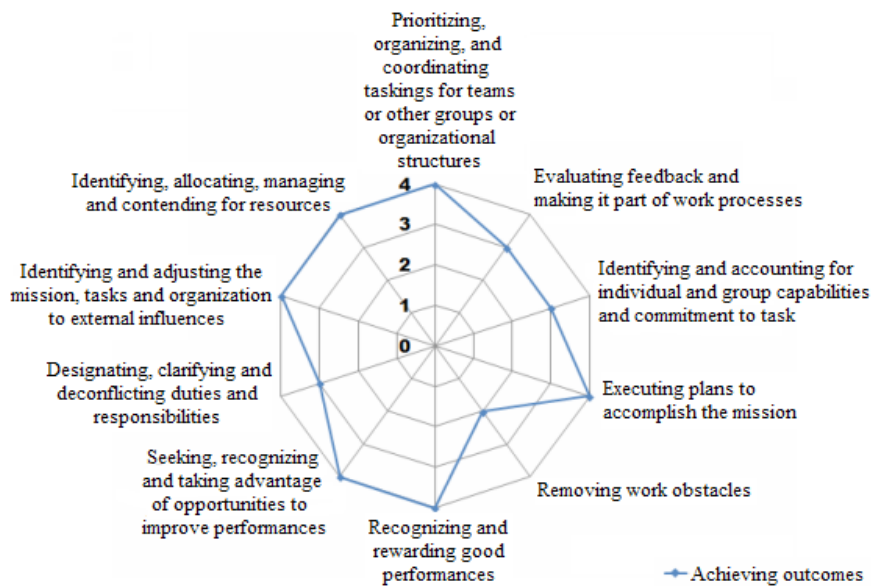 Prioritizing,
organizing, and
coordinating
taskings for teams
or other groups or
organizational
structures
Evaluating feedback and
making it part of work processes
Identifying and accounting for
individual and group capabilities
and commitment to task
Executing plans to
accomplish the mission
Removing work obstacles
Recognizing and
rewarding good
performances
Seeking, recognizing
and taking advantage
of opportunities to
improve performances
Designating, clarifying and
deconflicting duties and
responsibilities
Identifying and adjusting the
mission, tasks and organization
to external influences
Identifying, allocating, managing
and contending for resources
4
3
2
1
0
Achieving outcomes